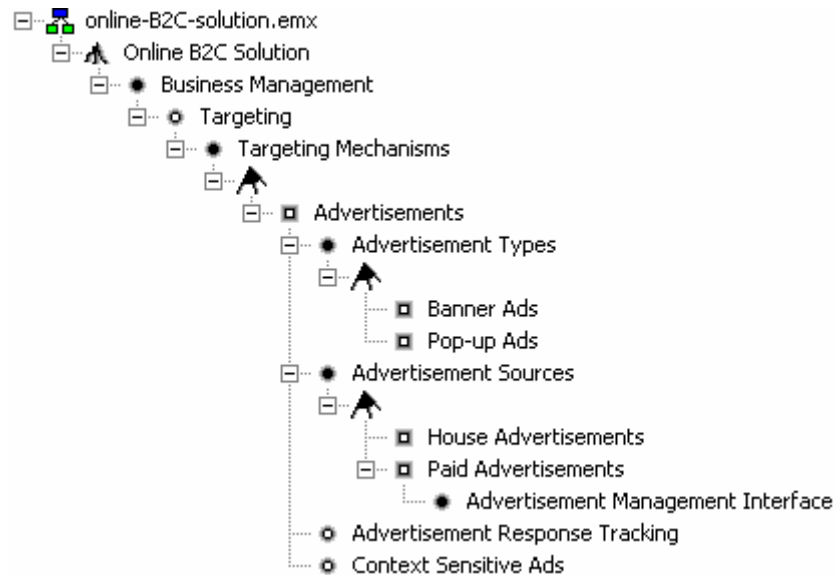 online-B2C-solution.emx
Online B2C Solution
Business Management
Targeting
Targeting Mechanisms
Advertisements
Advertisement Types
Banner Ads
Pop-up Ads
Advertisement Sources
House Advertisements
Paid Advertisements
Advertisement Management Interface
Advertisement Response Tracking
Context Sensitive Ads